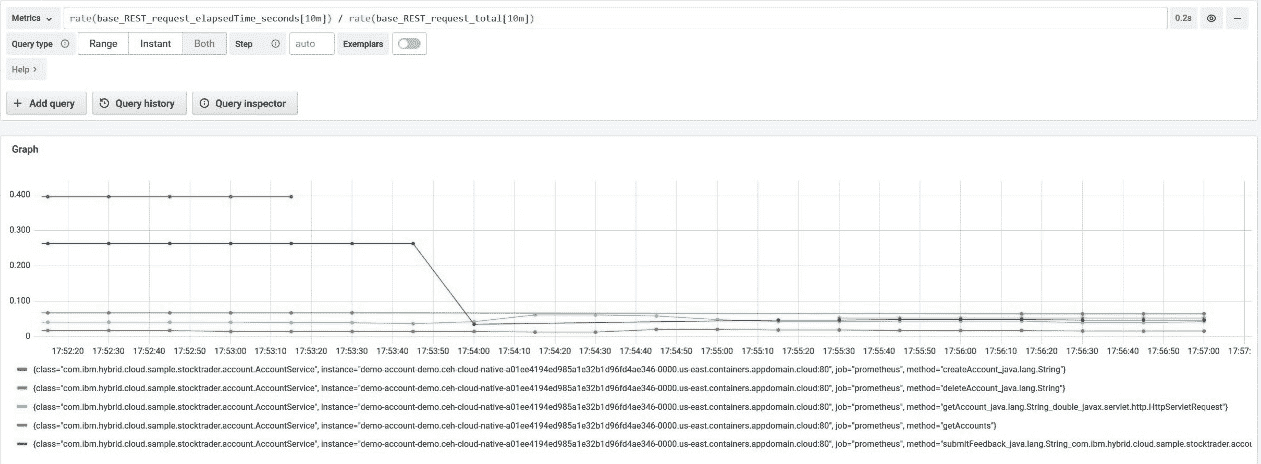 Metrics rate(base_REST_request_elapsedTime_seconds[10m]) / rate(base_REST_request_total[10m]) 0.2s
Query type Range Instant Both Step auto Exemplars
Help >
+ Add query Query history Query inspector
Graph
0.400
0.300
0.200
0.100
0
17:52:20 17:52:30 17:52:40 17:52:50 17:53:00 17:53:10 17:53:20 17:53:30 17:53:40 17:53:50 17:54:00 17:54:10 17:54:20 17:54:30 17:54:40 17:54:50 17:55:00 17:55:10 17:55:20 17:55:30 17:55:40 17:55:50 17:56:00 17:56:10 17:56:20 17:56:30 17:56:40 17:56:50 17:57:00 17:57:
{class="com.ibm.hybrid.cloud.sample.stocktrader.account.AccountService", instance="demo-account-demo.ceh-cloud-native-a01ee4194ed985a1e32b1d96fd4ae346-0000.us-east.containers.appdomain.cloud:80", job="prometheus", method="createAccount_java.lang.String"}
{class="com.ibm.hybrid.cloud.sample.stocktrader.account.AccountService", instance="demo-account-demo.ceh-cloud-native-a01ee4194ed985a1e32b1d96fd4ae346-0000.us-east.containers.appdomain.cloud:80", job="prometheus", method="deleteAccount_java.lang.String"}
{class="com.ibm.hybrid.cloud.sample.stocktrader.account.AccountService", instance="demo-account-demo.ceh-cloud-native-a01ee4194ed985a1e32b1d96fd4ae346-0000.us-east.containers.appdomain.cloud:80", job="prometheus", method="getAccount_java.lang.String_double_javax.servlet.http.HttpServletRequest"}
{class="com.ibm.hybrid.cloud.sample.stocktrader.account.AccountService", instance="demo-account-demo.ceh-cloud-native-a01ee4194ed985a1e32b1d96fd4ae346-0000.us-east.containers.appdomain.cloud:80", job="prometheus", method="getAccounts"}
{class="com.ibm.hybrid.cloud.sample.stocktrader.account.AccountService", instance="demo-account-demo.ceh-cloud-native-a01ee4194ed985a1e32b1d96fd4ae346-0000.us-east.containers.appdomain.cloud:80", job="prometheus", method="submitFeedback_java.lang.String_com.ibm.hybrid.cloud.sample.stocktrader.accou